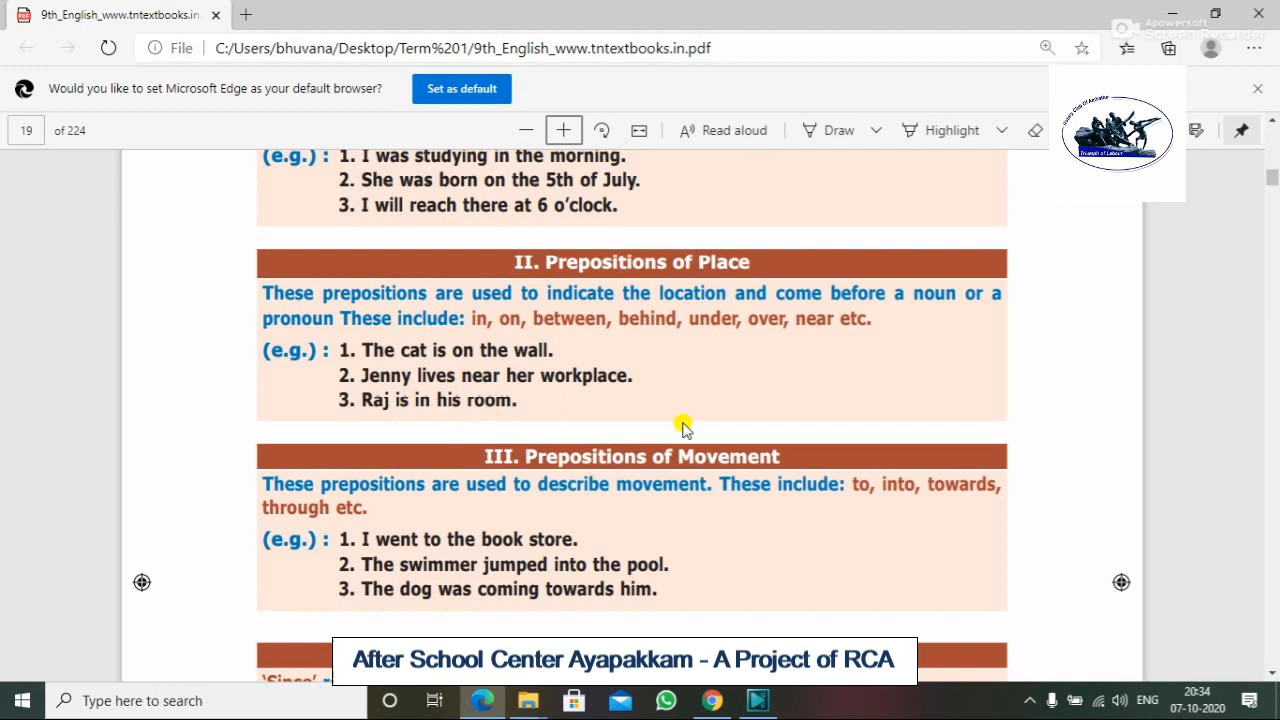 9th_English_www.tntextbooks.in.p
Apowersoft
Screen Recorder
File
C:/Users/bhuvana/Desktop/Term%201/9th_English_www.tntextbooks.in.pdf
Would you like to set Microsoft Edge as your default browser?
Set as default
19 of 224
Read aloud
Draw
Highlight
Triumph of Labour
(e.g.) : 1. I was studying in the morning.
2. She was born on the 5th of July.
3. I will reach there at 6 o'clock.
II. Prepositions of Place
These prepositions are used to indicate the location and come before a noun or a
pronoun These include: in, on, between, behind, under, over, near etc.
(e.g.) : 1. The cat is on the wall.
2. Jenny lives near her workplace.
3. Raj is in his room.
III. Prepositions of Movement
These prepositions are used to describe movement. These include: to, into, towards,
through etc.
(e.g.) : 1. I went to the book store.
2. The swimmer jumped into the pool.
3. The dog was coming towards him.
'Since'
After School Center Ayapakkam - A Project of RCA
Type here to search
ENG
20:34
07-10-2020